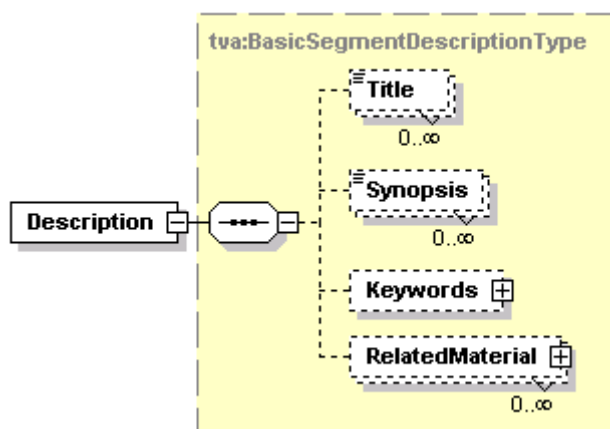 tva:BasicSegmentDescriptionType
Title
0..∞
Synopsis
0..∞
Description
Keywords
RelatedMaterial
0..∞